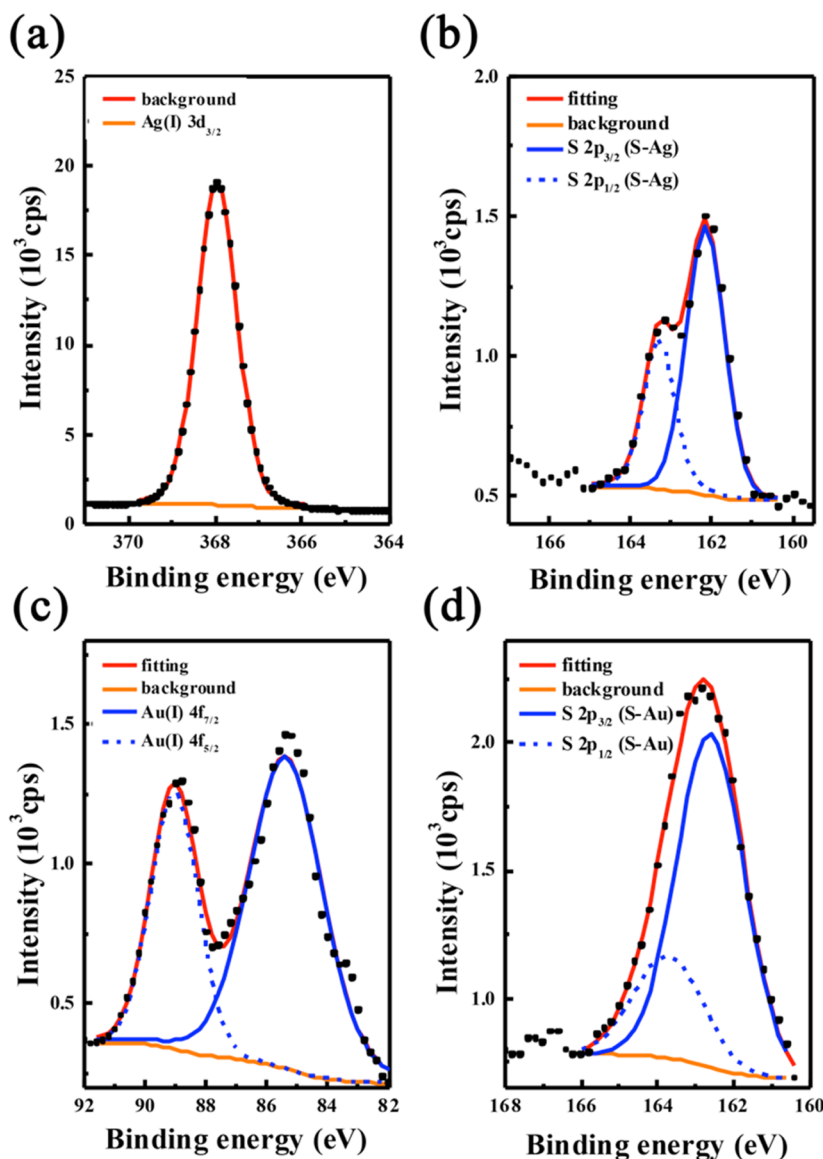 (a)
25
20
15
10
5
0
Intensity (10³cps)
background
Ag(I) 3d₃/₂
370 368 366 364
Binding energy (eV)
(b)
2.0
1.5
1.0
0.5
Intensity (10³cps)
fitting
background
S 2p₃/₂ (S-Ag)
S 2p₁/₂ (S-Ag)
166 164 162 160
Binding energy (eV)
(c)
1.5
1.0
0.5
Intensity (10³cps)
fitting
background
Au(I) 4f₇/₂
Au(I) 4f₅/₂
92 90 88 86 84 82
Binding energy (eV)
(d)
2.0
1.5
1.0
Intensity (10³cps)
fitting
background
S 2p₃/₂ (S-Au)
S 2p₁/₂ (S-Au)
168 166 164 162 160
Binding energy (eV)